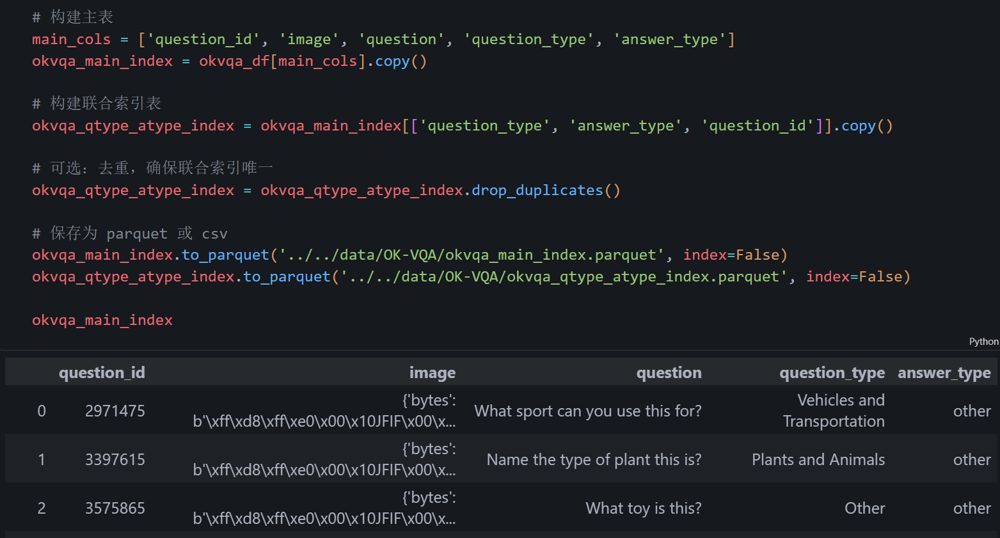 # 构建主表
main_cols = ['question_id', 'image', 'question', 'question_type', 'answer_type']
okvqa_main_index = okvqa_df[main_cols].copy()
# 构建联合索引表
okvqa_qtype_atype_index = okvqa_main_index[['question_type', 'answer_type', 'question_id']].copy()
# 可选: 去重，确保联合索引唯一
okvqa_qtype_atype_index = okvqa_qtype_atype_index.drop_duplicates()
# 保存为 parquet 或 csv
okvqa_main_index.to_parquet('../../data/OK-VQA/okvqa_main_index.parquet', index=False)
okvqa_qtype_atype_index.to_parquet('../../data/OK-VQA/okvqa_qtype_atype_index.parquet', index=False)
okvqa_main_index
Python
question_id image question question_type answer_type
0 2971475 {'bytes': b'\xff\xd8\xff\xe0\x00\x10JFIF\x00\x... What sport can you use this for? Vehicles and Transportation other
1 3397615 {'bytes': b'\xff\xd8\xff\xe0\x00\x10JFIF\x00\x... Name the type of plant this is? Plants and Animals other
2 3575865 {'bytes': b'\xff\xd8\xff\xe0\x00\x10JFIF\x00\x... What toy is this? Other other